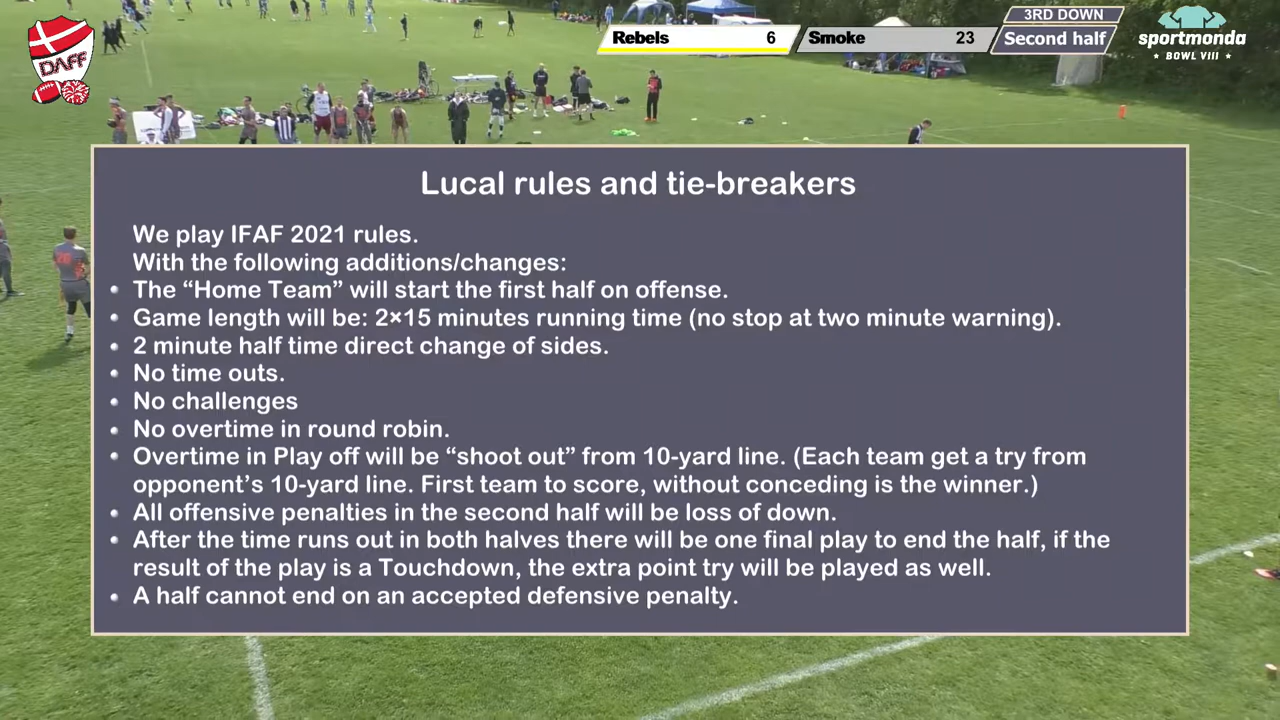 DAFF
Rebels 6 Smoke 23
3RD DOWN
Second half
sportmonda
BOWL VIII
Lucal rules and tie-breakers
We play IFAF 2021 rules.
With the following additions/changes:
• The “Home Team” will start the first half on offense.
• Game length will be: 2×15 minutes running time (no stop at two minute warning).
• 2 minute half time direct change of sides.
• No time outs.
• No challenges
• No overtime in round robin.
• Overtime in Play off will be “shoot out” from 10-yard line. (Each team get a try from
opponent’s 10-yard line. First team to score, without conceding is the winner.)
• All offensive penalties in the second half will be loss of down.
• After the time runs out in both halves there will be one final play to end the half, if the
result of the play is a Touchdown, the extra point try will be played as well.
• A half cannot end on an accepted defensive penalty.